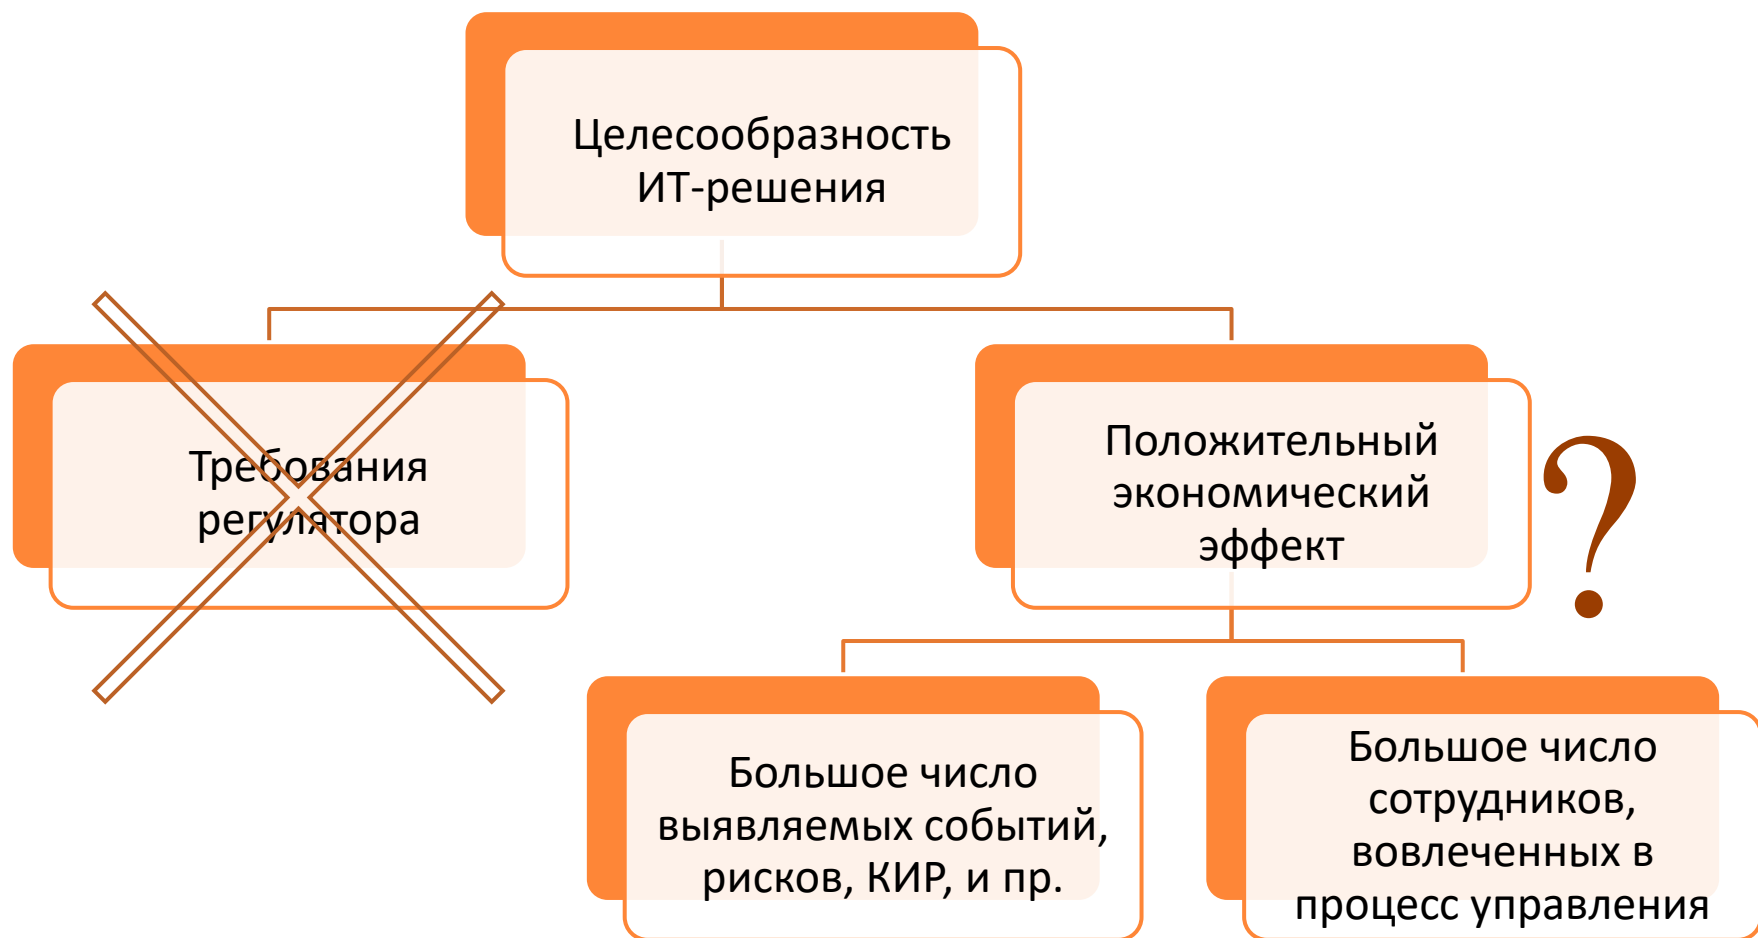 Целесообразность
ИТ-решения
Требования
регулятора
Положительный
экономический
эффект
?
Большое число
выявляемых событий,
рисков, КИР, и пр.
Большое число
сотрудников,
вовлеченных в
процесс управления